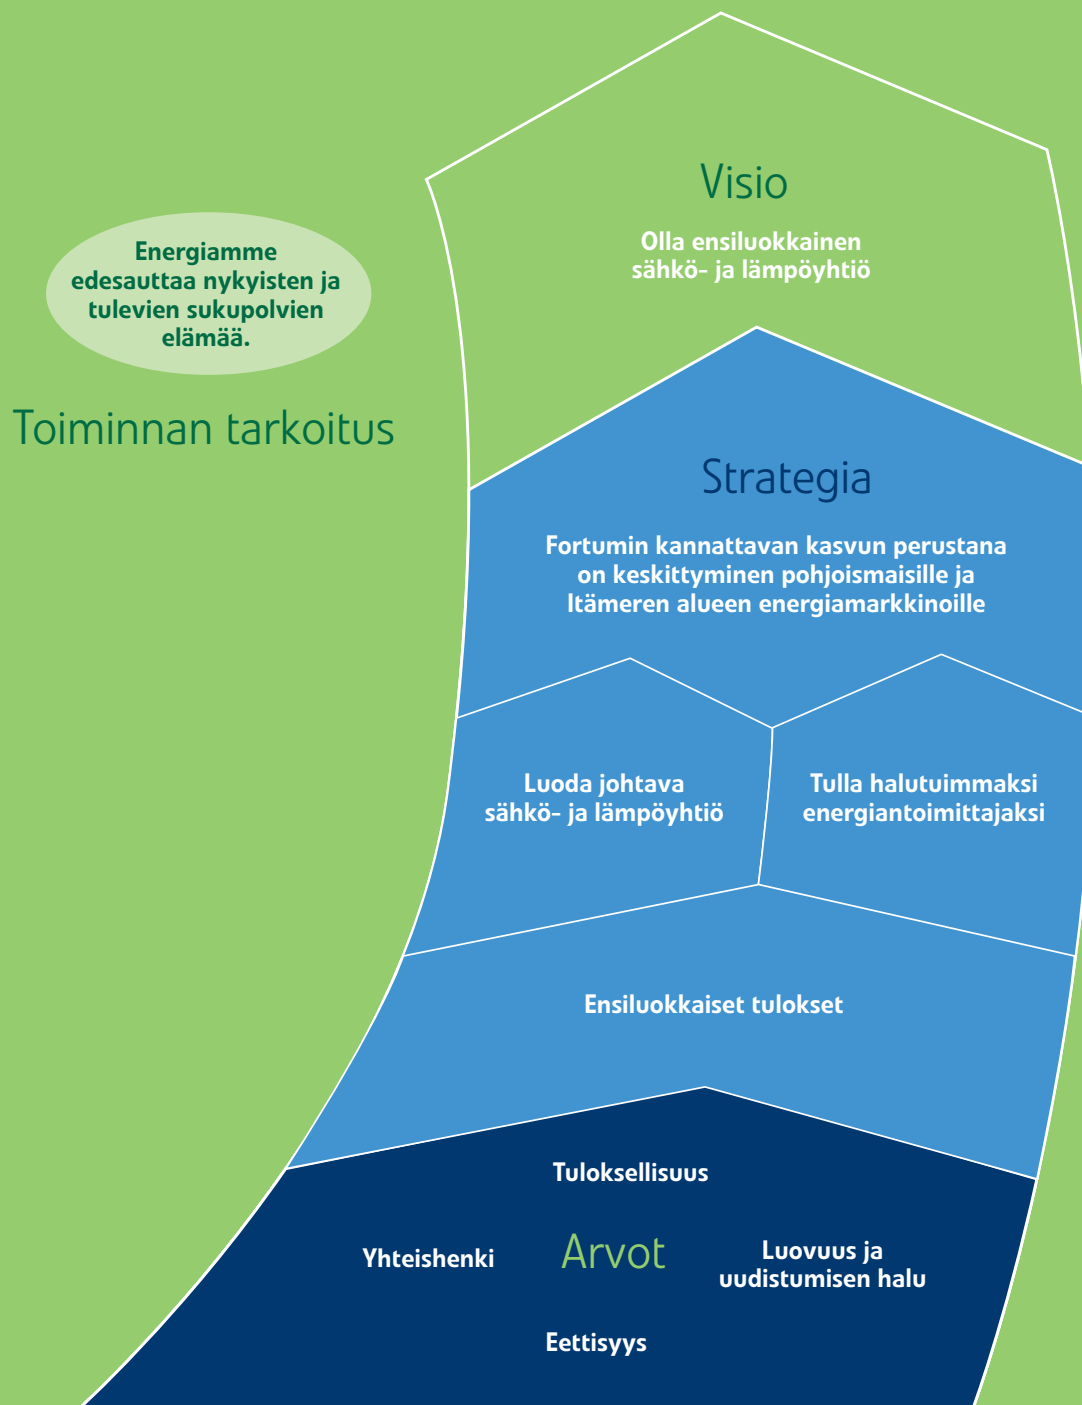 Visio
Olla ensiluokkainen
sähkö- ja lämpöyhtiö
Energiamme
edesauttaa nykyisten ja
tulevien sukupolvien
elämää.
Toiminnan tarkoitus
Strategia
Fortumin kannattavan kasvun perustana
on keskittyminen pohjoismaisille ja
Itämeren alueen energiamarkkinoille
Luoda johtava
sähkö- ja lämpöyhtiö
Tulla halutuimmaksi
energiantoimittajaksi
Ensiluokkaiset tulokset
Tuloksellisuus
Yhteishenki
Arvot
Luovuus ja
uudistumisen halu
Eettisyys